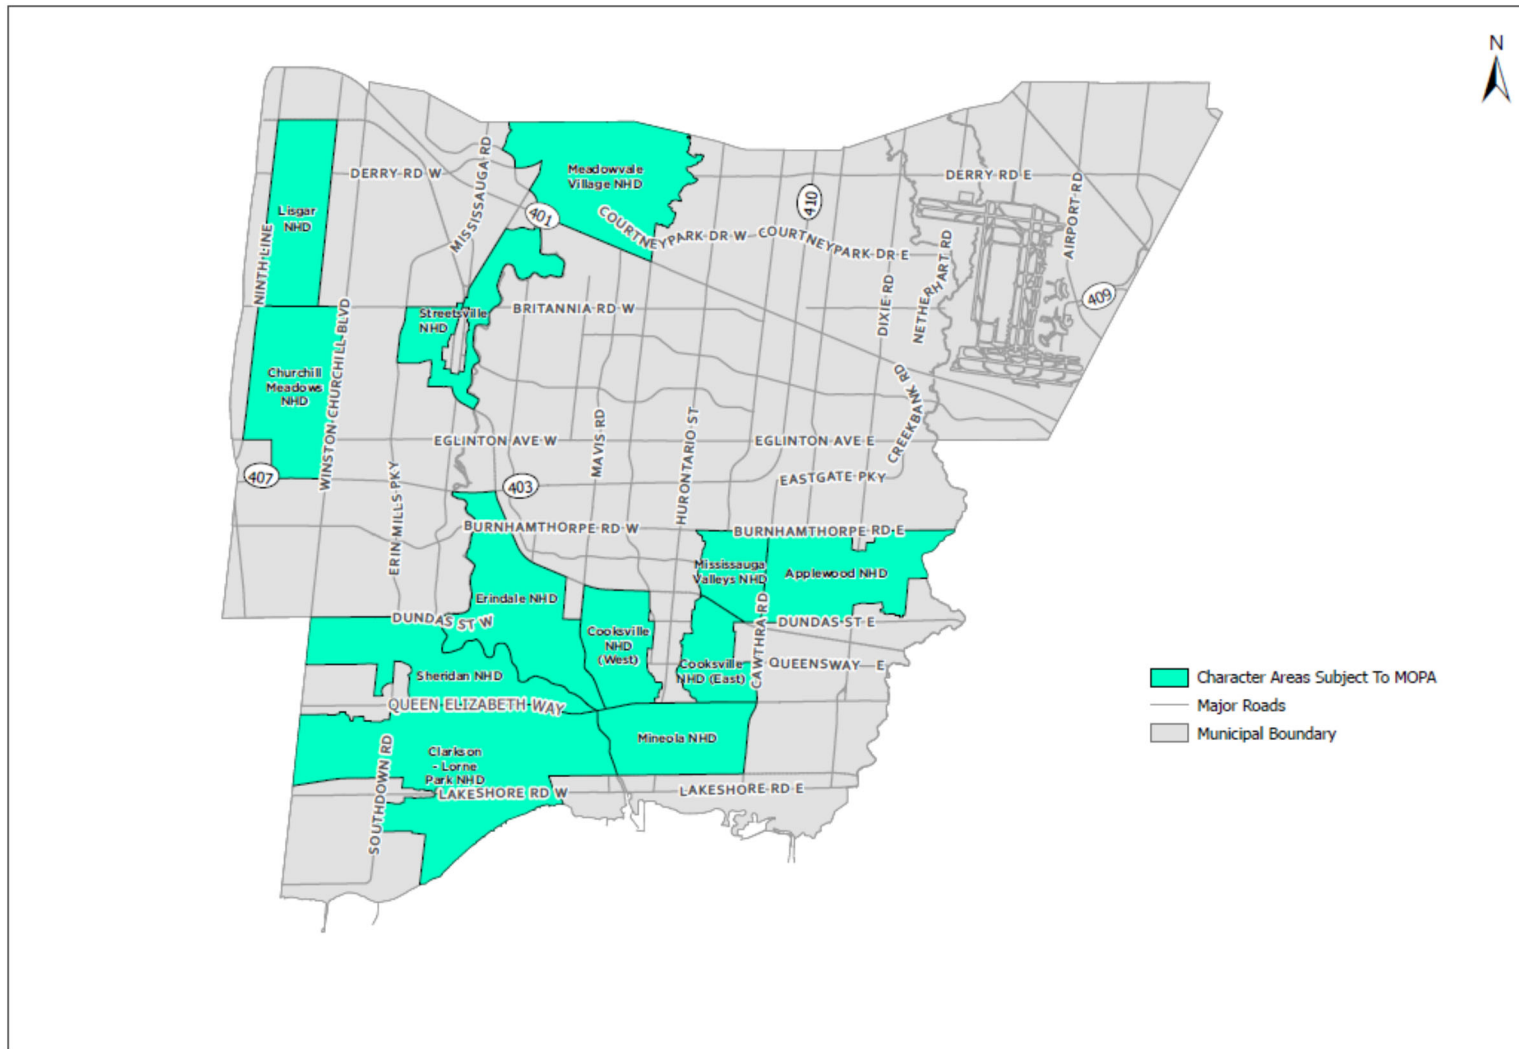 N
MISSISSAUGA RD
Meadowvale
Village NHD
DERRY RD W
DERRY RD E
AIRPORT RD
410
Lisgar
NHD
401
COURTNEYPARK DR W
COURTNEYPARK DR E
NINTH LINE
NETHERHART RD
DIXIE RD
409
BRITANNIA RD W
Streetsville
NHD
WINSTON CHURCHILL BLVD
Churchill
Meadows
NHD
CREEKBANK RD
MAVIS RD
HURONTARIO ST
EGLINTON AVE W
EGLINTON AVE E
407
403
EASTGATE PKY
ERIN MILLS PKY
BURNHAMTHORPE RD W
BURNHAMTHORPE RD E
Mississauga
Valleys NHD
Applewood NHD
Erindale NHD
DUNDAS ST W
DUNDAS ST E
CAWTHRA RD
Cooksville
NHD
(West)
Cooksville
NHD (East)
QUEENSWAY E
Sheridan NHD
QUEEN ELIZABETH WAY
Mineola NHD
Clarkson
- Lorne
Park NHD
SOUTHDOWN RD
LAKESHORE RD W
LAKESHORE RD E
Character Areas Subject To MOPA
Major Roads
Municipal Boundary